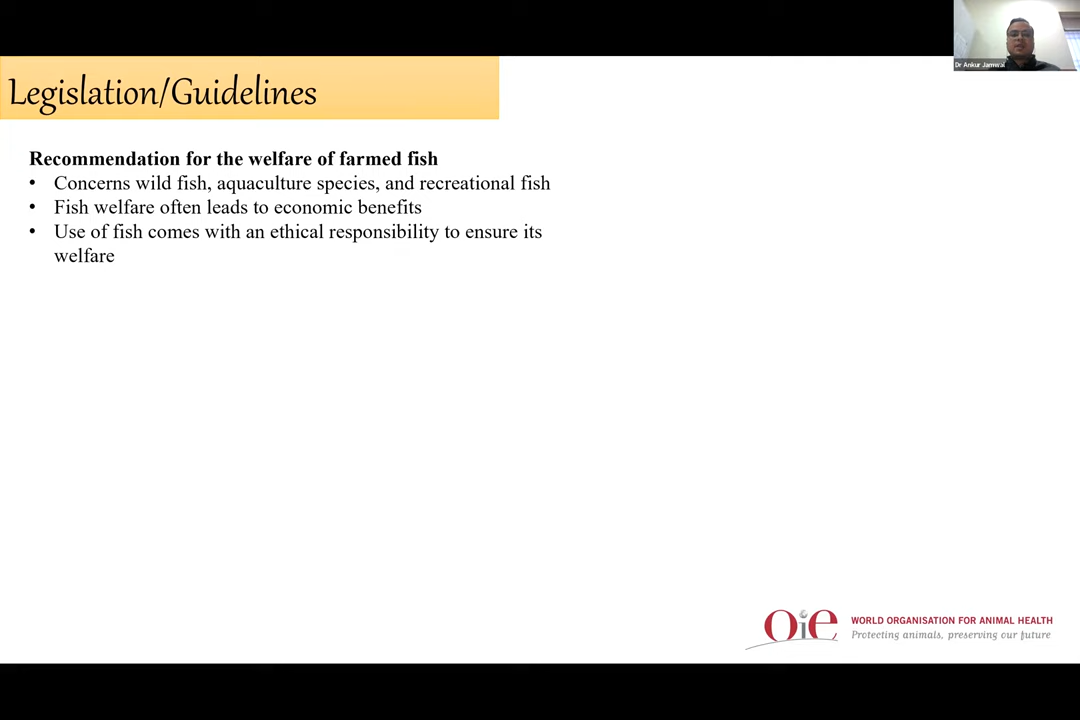 Dr Ankur Jamwal
Legislation/Guidelines
Recommendation for the welfare of farmed fish
• Concerns wild fish, aquaculture species, and recreational fish
• Fish welfare often leads to economic benefits
• Use of fish comes with an ethical responsibility to ensure its
welfare
oie
WORLD ORGANISATION FOR ANIMAL HEALTH
Protecting animals, preserving our future